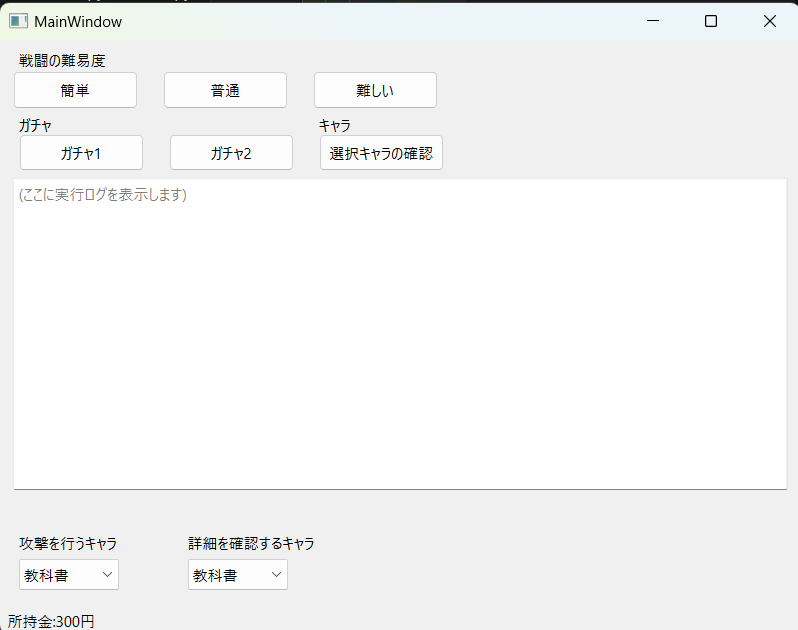 MainWindow
戦闘の難易度
簡単 普通 難しい
ガチャ キャラ
ガチャ1 ガチャ2 選択キャラの確認
(ここに実行ログを表示します)
攻撃を行うキャラ 詳細を確認するキャラ
教科書 教科書
所持金:300円